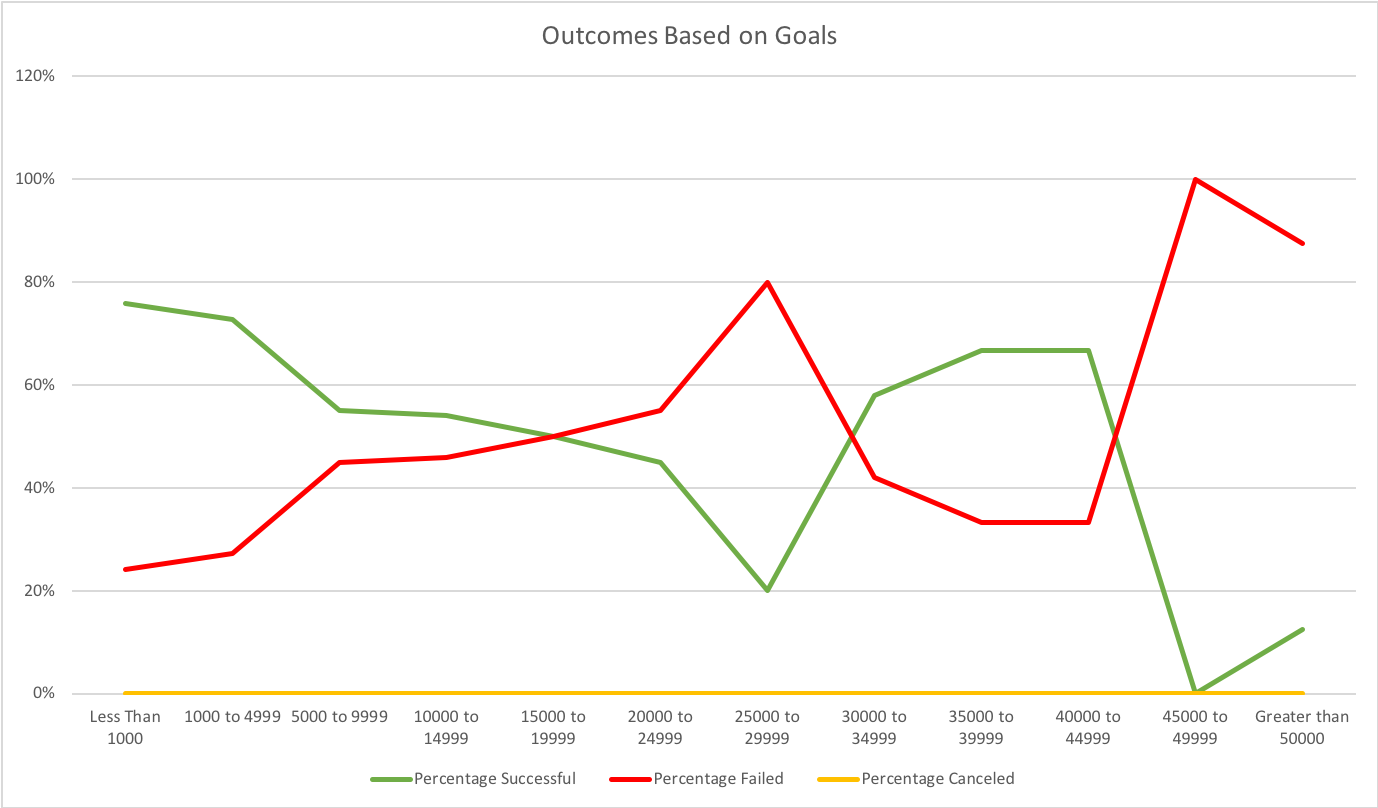 Outcomes Based on Goals
120%
100%
80%
60%
40%
20%
0%
Less Than
1000
1000 to 4999
5000 to 9999
10000 to
14999
15000 to
19999
20000 to
24999
25000 to
29999
30000 to
34999
35000 to
39999
40000 to
44999
45000 to
49999
Greater than
50000
Percentage Successful
Percentage Failed
Percentage Canceled